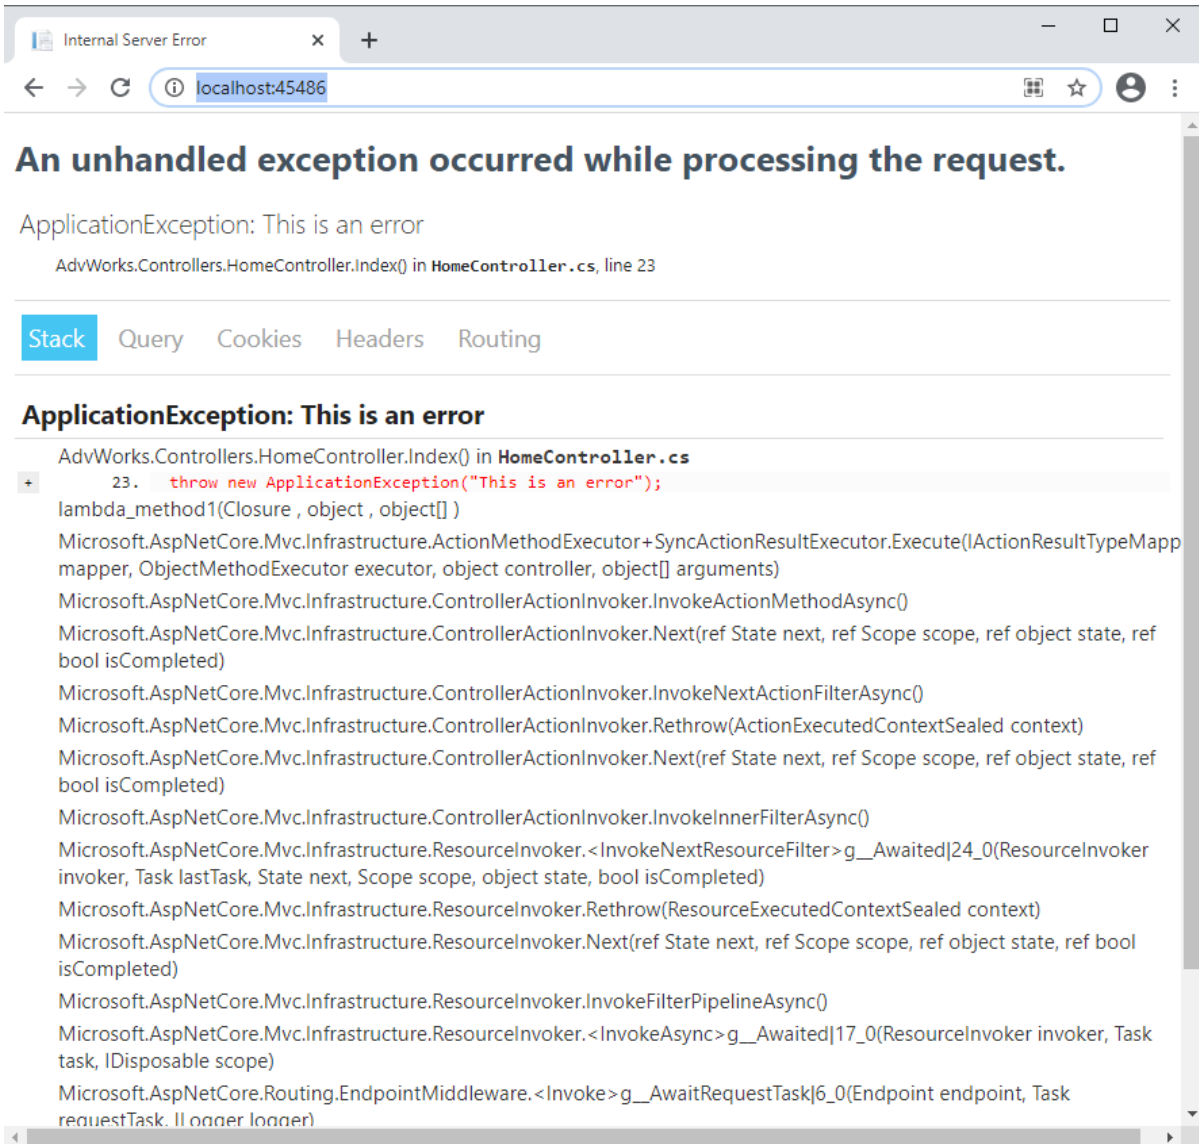 Internal Server Error
localhost:45486
An unhandled exception occurred while processing the request.
ApplicationException: This is an error
AdvWorks.Controllers.HomeController.Index() in HomeController.cs, line 23
Stack Query Cookies Headers Routing
ApplicationException: This is an error
AdvWorks.Controllers.HomeController.Index() in HomeController.cs
+ 23. throw new ApplicationException("This is an error");
lambda_method1(Closure , object , object[] )
Microsoft.AspNetCore.Mvc.Infrastructure.ActionMethodExecutor+SyncActionResultExecutor.Execute(IActionResultTypeMapp
mapper, ObjectMethodExecutor executor, object controller, object[] arguments)
Microsoft.AspNetCore.Mvc.Infrastructure.ControllerActionInvoker.InvokeActionMethodAsync()
Microsoft.AspNetCore.Mvc.Infrastructure.ControllerActionInvoker.Next(ref State next, ref Scope scope, ref object state, ref
bool isCompleted)
Microsoft.AspNetCore.Mvc.Infrastructure.ControllerActionInvoker.InvokeNextActionFilterAsync()
Microsoft.AspNetCore.Mvc.Infrastructure.ControllerActionInvoker.Rethrow(ActionExecutedContextSealed context)
Microsoft.AspNetCore.Mvc.Infrastructure.ControllerActionInvoker.Next(ref State next, ref Scope scope, ref object state, ref
bool isCompleted)
Microsoft.AspNetCore.Mvc.Infrastructure.ControllerActionInvoker.InvokeInnerFilterAsync()
Microsoft.AspNetCore.Mvc.Infrastructure.ResourceInvoker.<InvokeNextResourceFilter>g__Awaited|24_0(ResourceInvoker
invoker, Task lastTask, State next, Scope scope, object state, bool isCompleted)
Microsoft.AspNetCore.Mvc.Infrastructure.ResourceInvoker.Rethrow(ResourceExecutedContextSealed context)
Microsoft.AspNetCore.Mvc.Infrastructure.ResourceInvoker.Next(ref State next, ref Scope scope, ref object state, ref bool
isCompleted)
Microsoft.AspNetCore.Mvc.Infrastructure.ResourceInvoker.InvokeFilterPipelineAsync()
Microsoft.AspNetCore.Mvc.Infrastructure.ResourceInvoker.<InvokeAsync>g__Awaited|17_0(ResourceInvoker invoker, Task
task, IDisposable scope)
Microsoft.AspNetCore.Routing.EndpointMiddleware.<Invoke>g__AwaitRequestTask|6_0(Endpoint endpoint, Task
requestTask, ILogger logger)